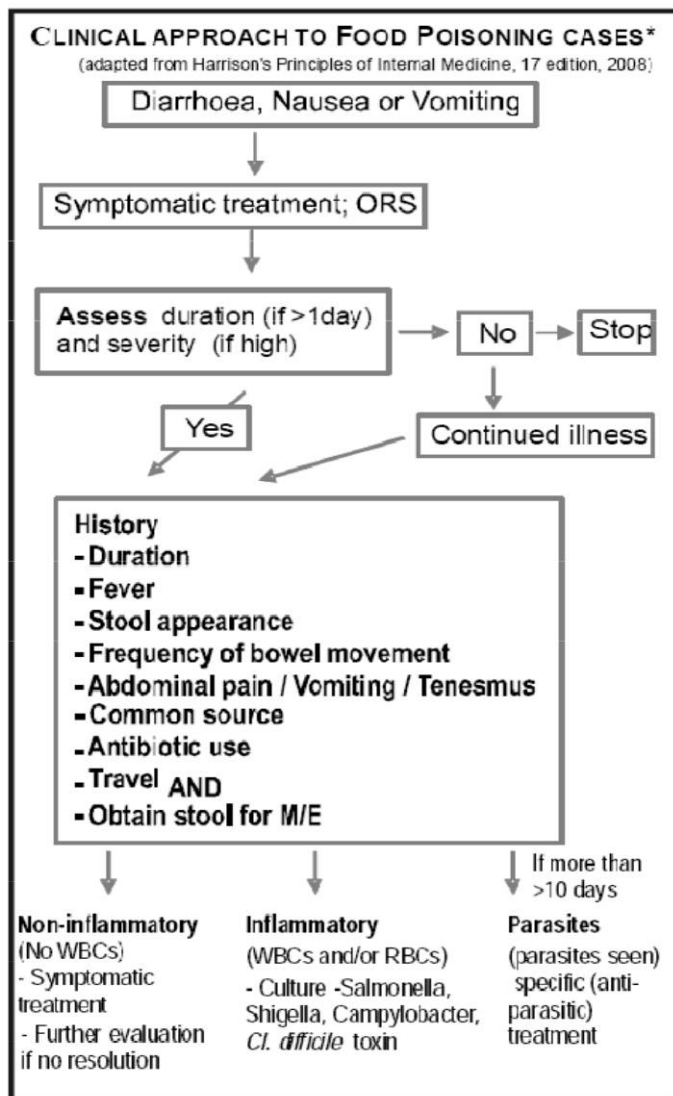 CLINICAL APPROACH TO FOOD POISONING CASES*
(adapted from Harrison's Principles of Internal Medicine, 17 edition, 2008)
Diarrhoea, Nausea or Vomiting
Symptomatic treatment; ORS
Assess duration (if >1day)
and severity (if high)
No
Stop
Yes
Continued illness
History
- Duration
- Fever
- Stool appearance
- Frequency of bowel movement
- Abdominal pain / Vomiting / Tenesmus
- Common source
- Antibiotic use
- Travel AND
- Obtain stool for M/E
If more than
>10 days
Non-inflammatory
(No WBCs)
- Symptomatic
treatment
- Further evaluation
if no resolution
Inflammatory
(WBCs and/or RBCs)
- Culture -Salmonella,
Shigella, Campylobacter,
Cl. difficile toxin
Parasites
(parasites seen)
specific (anti-
parasitic)
treatment